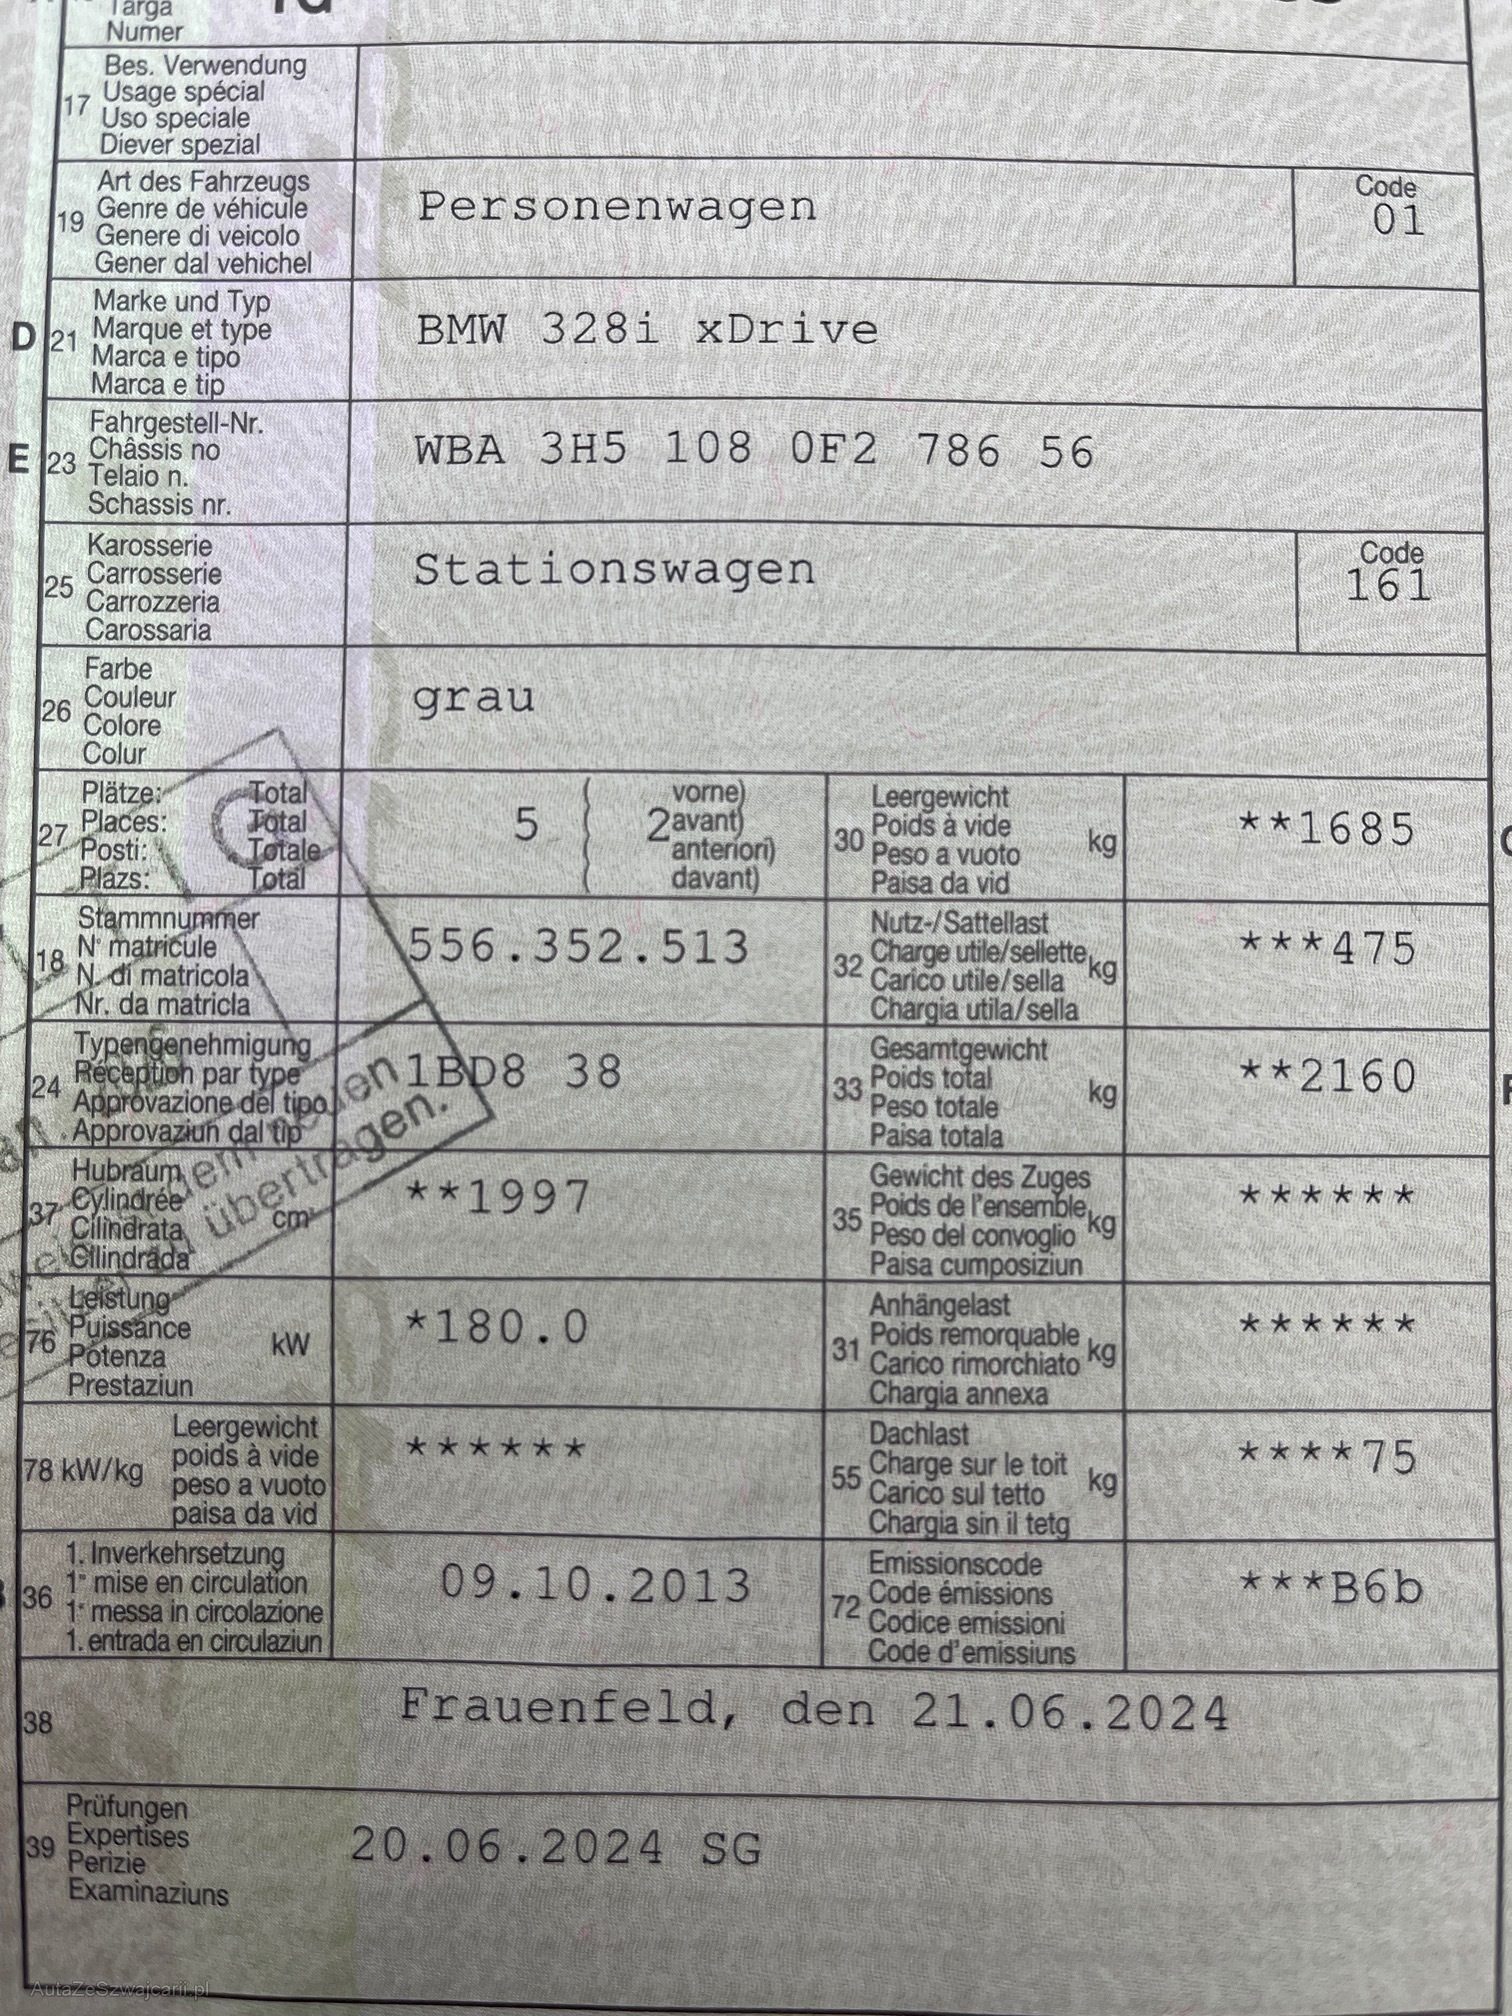 Targa
Numer
17 Bes. Verwendung
Usage spécial
Uso speciale
Diever spezial
19 Art des Fahrzeugs
Genre de véhicule
Genere di veicolo
Gener dal vehichel
Personenwagen
Code
01
D 21 Marke und Typ
Marque et type
Marca e tipo
Marca e tip
BMW 328i xDrive
E 23 Fahrgestell-Nr.
Châssis no
Telaio n.
Schassis nr.
WBA 3H5 108 0F2 786 56
25 Karosserie
Carrosserie
Carrozzeria
Carossaria
Stationswagen
Code
161
26 Farbe
Couleur
Colore
Colur
grau
27 Plätze: Total
Places: Total
Posti: Totale
Plazs: Total
5 2 vorne)
avant)
anteriori)
davant)
30 Leergewicht
Poids à vide
Peso a vuoto
Paisa da vid
kg
**1685
18 Stammnummer
N° matricule
N. di matricola
Nr. da matricla
556.352.513
32 Nutz-/Sattellast
Charge utile/sellette
Carico utile/sella
Chargia utila/sella
kg
***475
24 Typengenehmigung
Réception par type
Approvazione del tipo
Approvaziun dal tip
1BD8 38
33 Gesamtgewicht
Poids total
Peso totale
Paisa totala
kg
**2160
37 Hubraum
Cylindrée
Cilindrata
Cilindrada
cm³
**1997
35 Gewicht des Zuges
Poids de l'ensemble
Peso del convoglio
Paisa cumposiziun
kg
******
76 Leistung
Puissance
Potenza
Prestaziun
kW
*180.0
31 Anhängelast
Poids remorquable
Carico rimorchiato
Chargia annexa
kg
******
78 kW/kg Leergewicht
poids à vide
peso a vuoto
paisa da vid
******
55 Dachlast
Charge sur le toit
Carico sul tetto
Chargia sin il tetg
kg
****75
36 1. Inverkehrsetzung
1re mise en circulation
1a messa in circolazione
1. entrada en circulaziun
09.10.2013
72 Emissionscode
Code émissions
Codice emissioni
Code d'emissiuns
***B6b
38 Frauenfeld, den 21.06.2024
39 Prüfungen
Expertises
Perizie
Examinaziuns
20.06.2024 SG
neuen
übertragen.
AutaZeSzwajcarii.pl